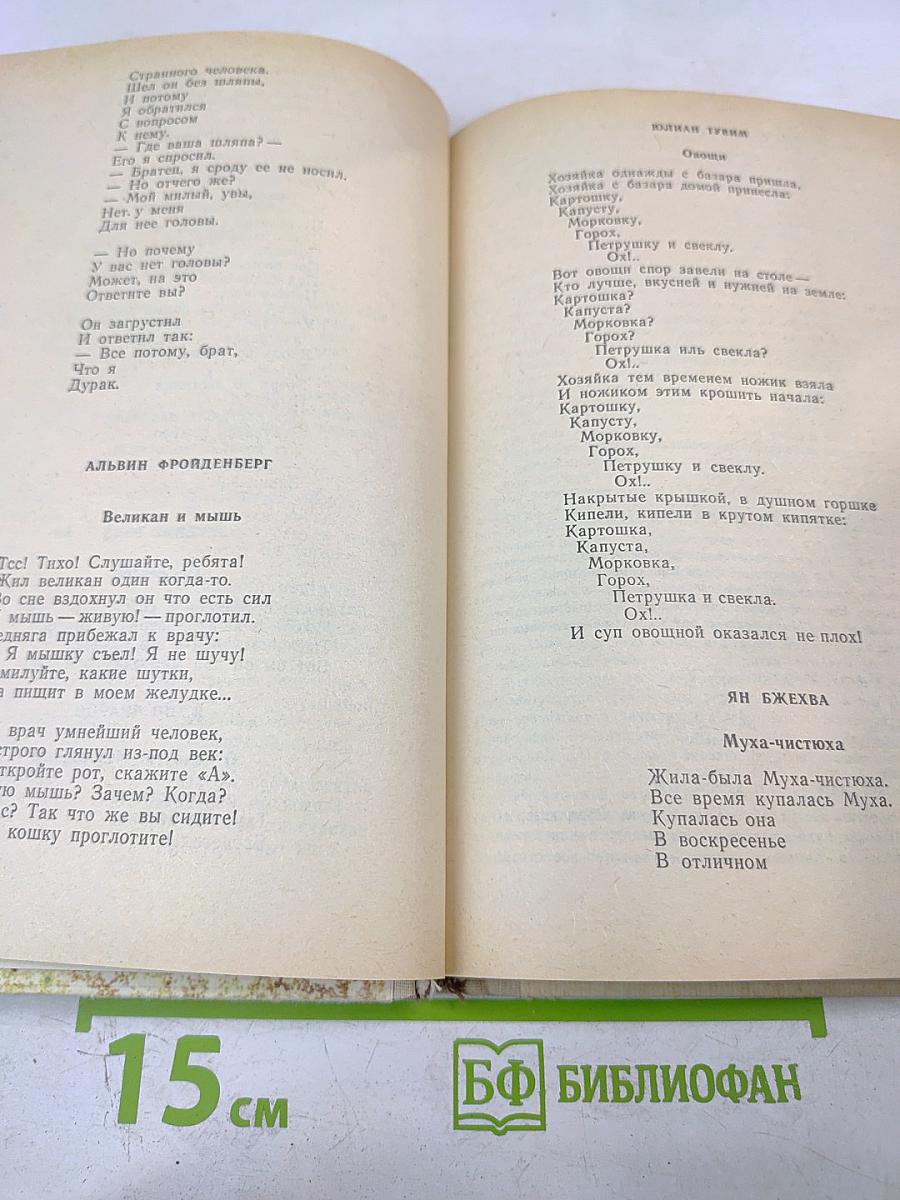 Странного человека.
Шел он без шляпы,
И потому
Я обратился
С вопросом
К нему.
— Где ваша шляпа? —
Его я спросил.
— Братец, я сроду ее не носил.
— Но отчего же?
— Мой милый, увы,
Нет у меня
Для нее головы.
— Но почему
У вас нет головы?
Может, на это
Ответите вы?
Он загрустил
И ответил так:
— Все потому, брат,
Что я
Дурак.
АЛЬВИН ФРОЙДЕНБЕРГ
Великан и мышь
Тсс! Тихо! Слушайте, ребята!
Жил великан один когда-то.
Во сне вздохнул он что есть сил
мышь — живую! — проглотил.
едняга прибежал к врачу:
Я мышку съел! Я не шучу!
милуйте, какие шутки,
а пищит в моем желудке...
врач умнейший человек,
строго глянул из-под век:
ткройте рот, скажите «А».
ую мышь? Зачем? Когда?
с? Так что же вы сидите!
кошку проглотите!
ЮЛИАН ТУВИМ
Овощи
Хозяйка однажды с базара пришла,
Хозяйка с базара домой принесла:
Картошку,
Капусту,
Морковку,
Горох,
Петрушку и свеклу.
Ох!..
Вот овощи спор завели на столе —
Кто лучше, вкусней и нужней на земле:
Картошка?
Капуста?
Морковка?
Горох?
Петрушка иль свекла?
Ох!..
Хозяйка тем временем ножик взяла
И ножиком этим крошить начала:
Картошку,
Капусту,
Морковку,
Горох,
Петрушку и свеклу.
Ох!..
Накрытые крышкой, в душном горшке
Кипели, кипели в крутом кипятке:
Картошка,
Капуста,
Морковка,
Горох,
Петрушка и свекла.
Ох!..
И суп овощной оказался не плох!
ЯН БЖЕХВА
Муха-чистюха
Жила-была Муха-чистюха.
Все время купалась Муха.
Купалась она
В воскресенье
В отличном
15 см
БФ БИБЛИОФАН